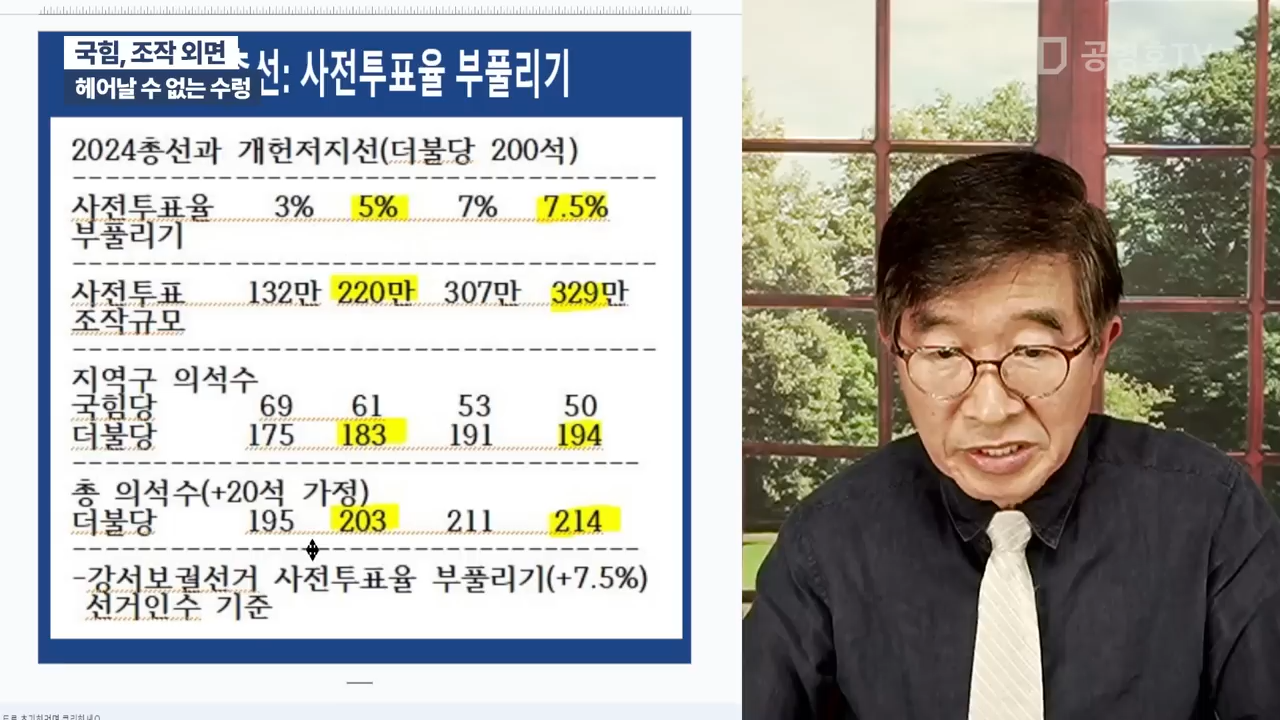 국힘, 조작 외면
헤어날 수 없는 수렁
총선: 사전투표율 부풀리기
공병호TV
2024총선과 개헌저지선(더불당 200석)
사전투표율 3% 5% 7% 7.5%
부풀리기
사전투표 132만 220만 307만 329만
조작규모
지역구 의석수
국힘당 69 61 53 50
더불당 175 183 191 194
총 의석수(+20석 가정)
더불당 195 203 211 214
-강서보궐선거 사전투표율 부풀리기(+7.5%)
선거인수 기준